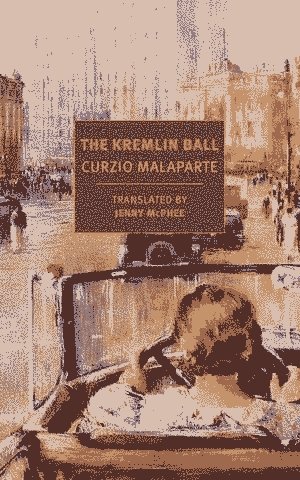 THE KREMLIN BALL
CURZIO MALAPARTE
TRANSLATED BY
JENNY McPHEE